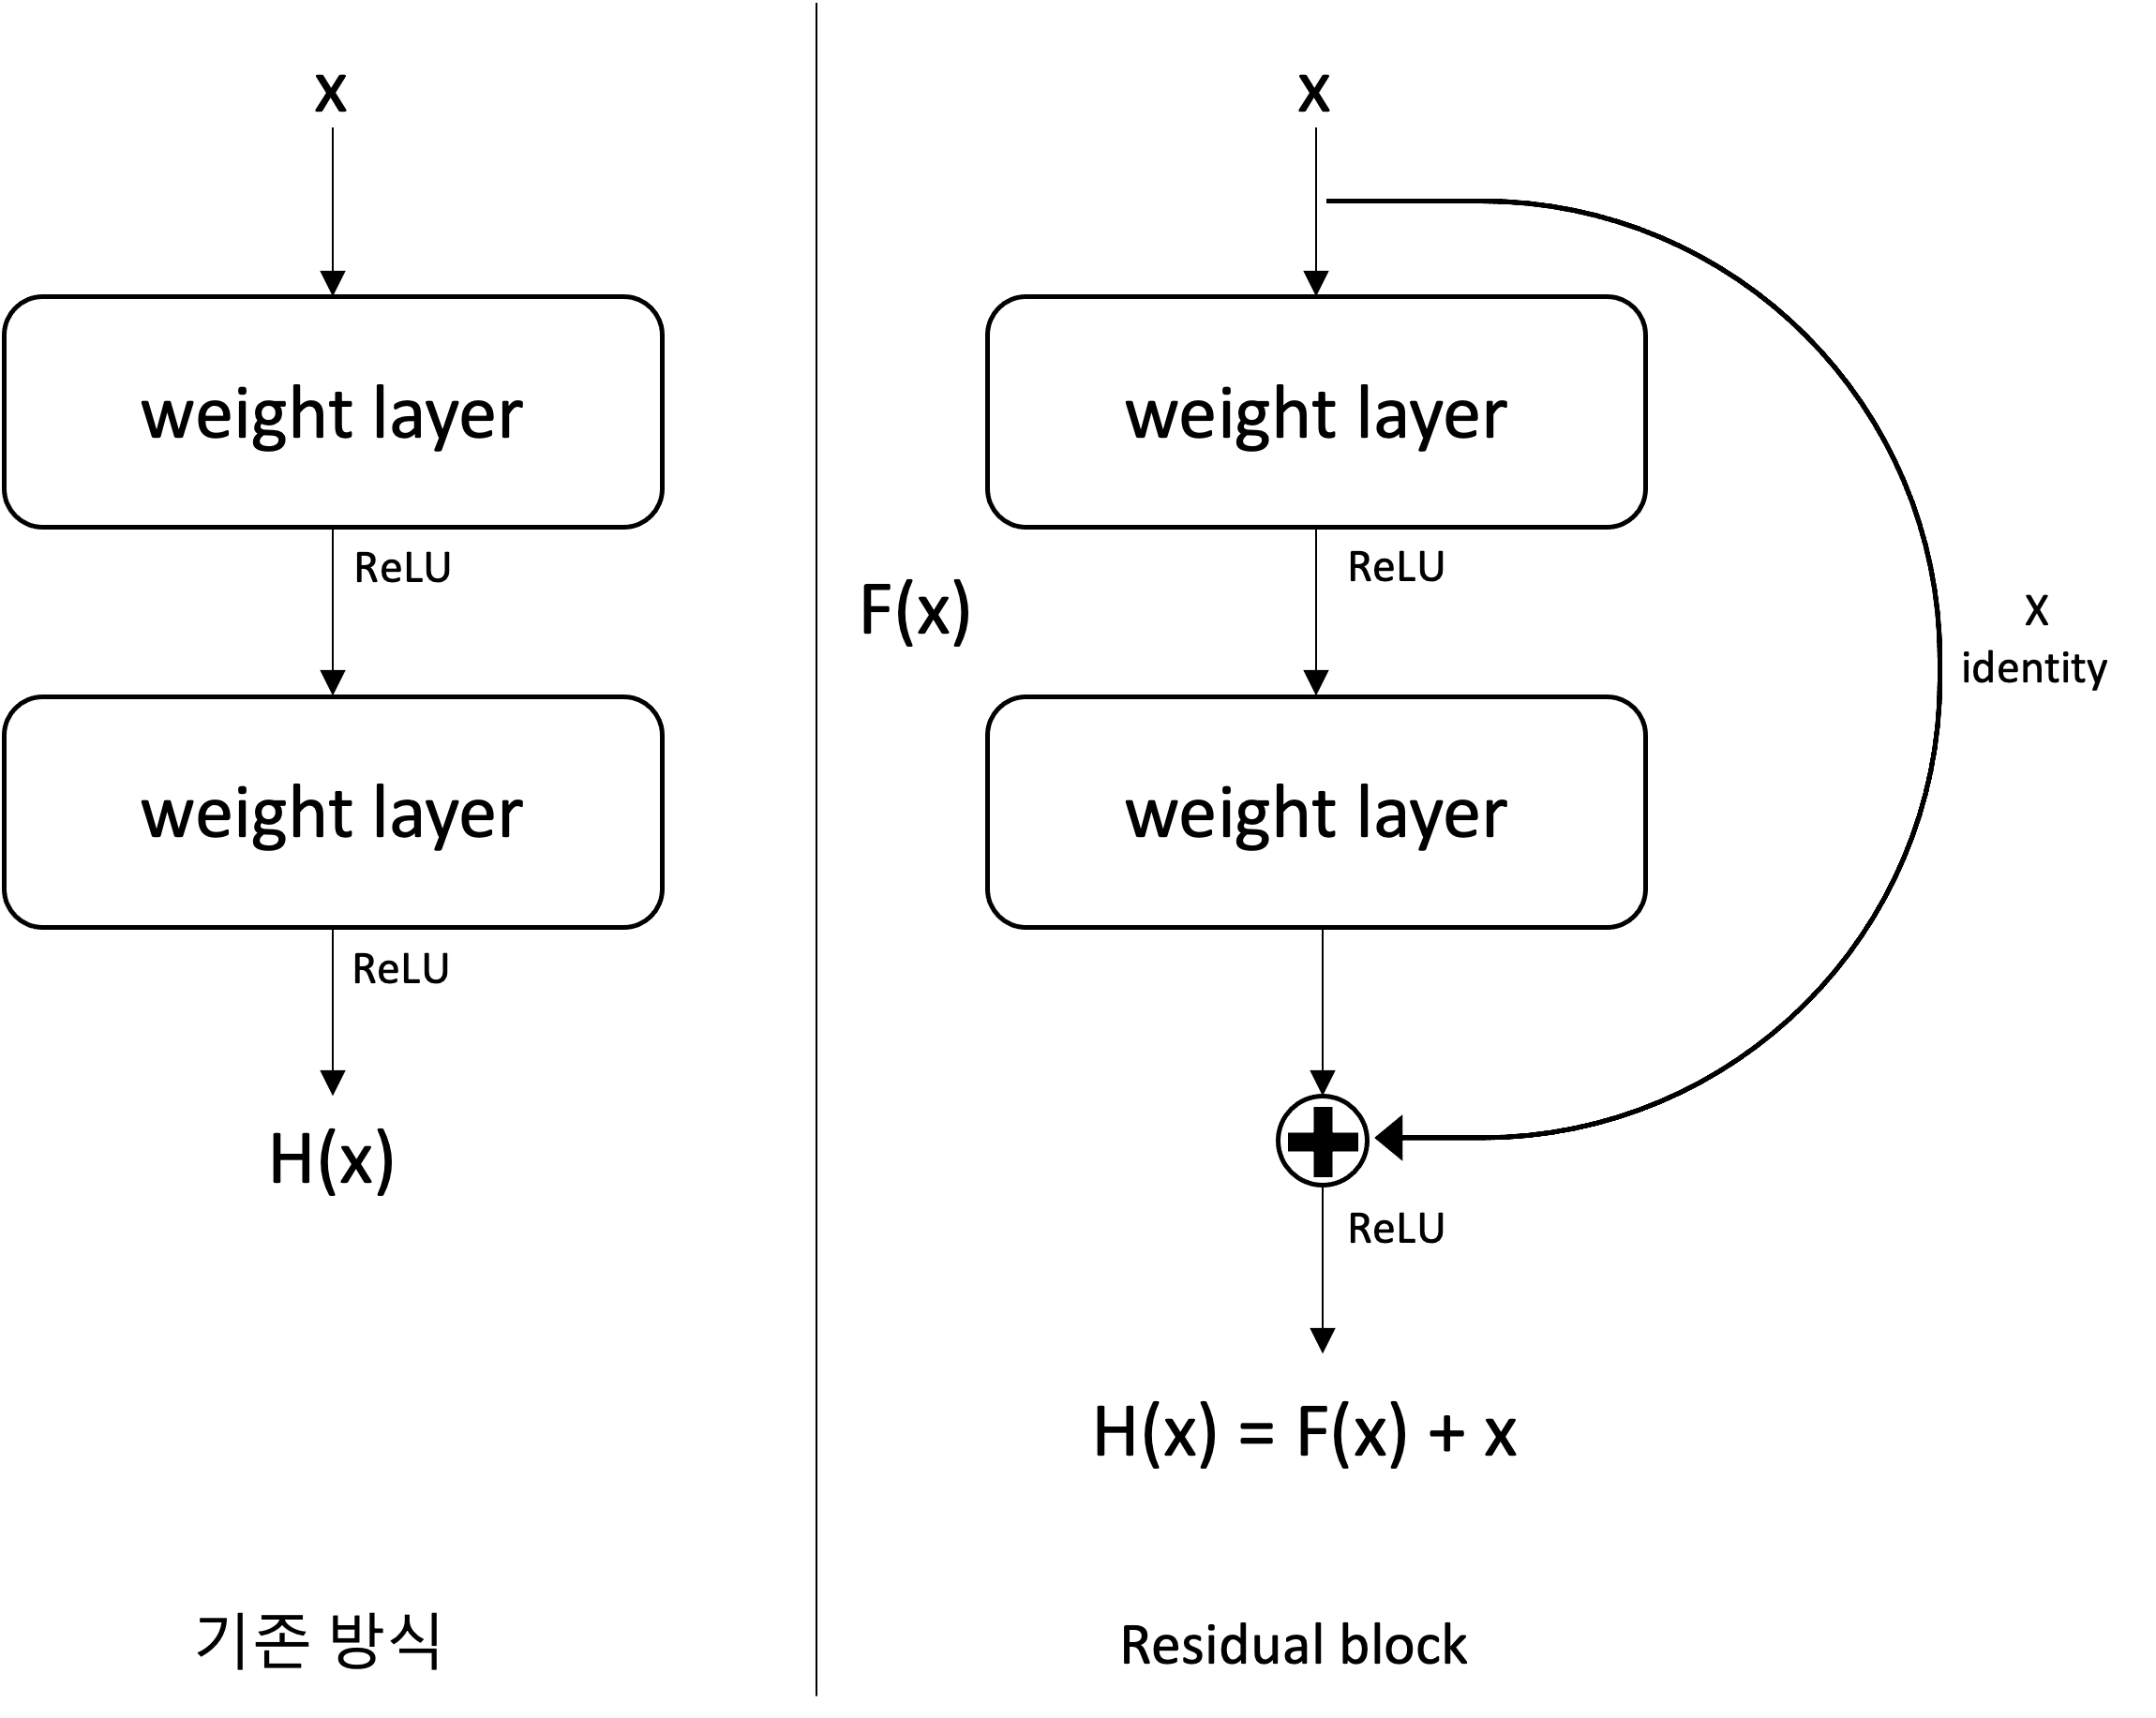 x
weight layer
ReLU
weight layer
ReLU
H(x)
기존 방식
x
weight layer
ReLU
F(x)
x
identity
weight layer
ReLU
H(x) = F(x) + x
Residual block